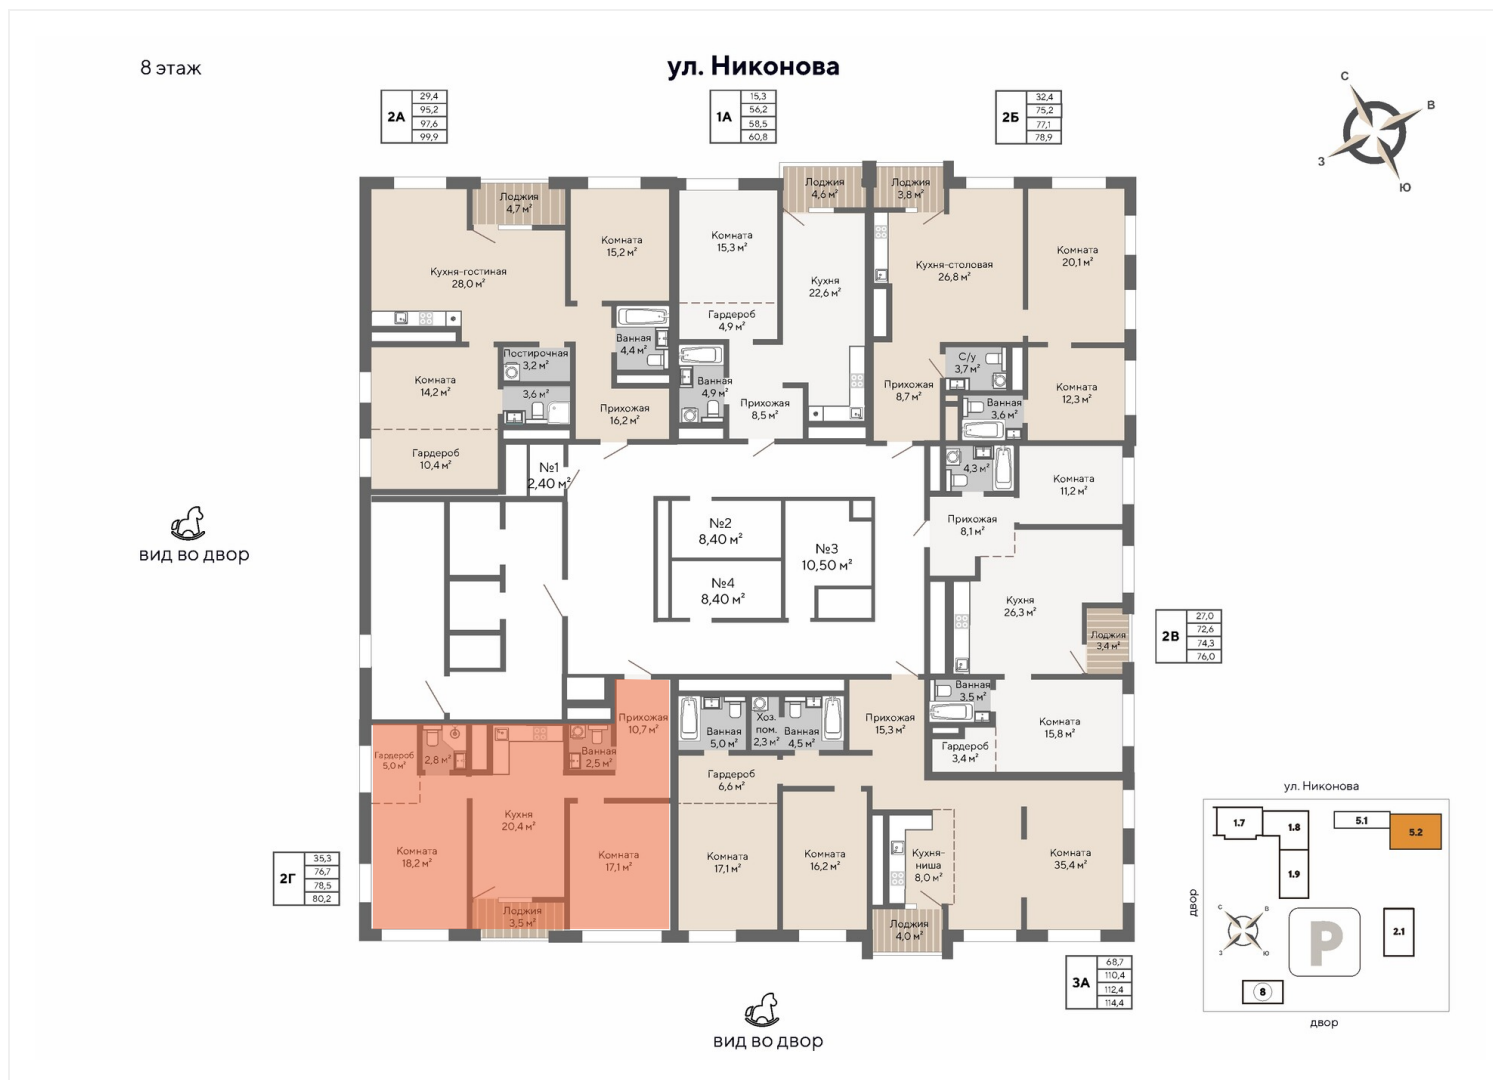 8 этаж
ул. Никонова
2А
29,4
95,2
97,6
99,9
1А
15,3
56,2
58,5
60,8
2Б
32,4
75,2
77,1
78,9
С
В
З
Ю
Лоджия
4,7 м²
Комната
15,2 м²
Кухня-гостиная
28,0 м²
Ванная
4,4 м²
Постирочная
3,2 м²
3,6 м²
Комната
14,2 м²
Прихожая
16,2 м²
Гардероб
10,4 м²
Комната
15,3 м²
Гардероб
4,9 м²
Лоджия
4,6 м²
Кухня
22,6 м²
Ванная
4,9 м²
Прихожая
8,5 м²
Лоджия
3,8 м²
Кухня-столовая
26,8 м²
Комната
20,1 м²
С/у
3,7 м²
Прихожая
8,7 м²
Ванная
3,6 м²
Комната
12,3 м²
№1
2,40 м²
№2
8,40 м²
№3
10,50 м²
№4
8,40 м²
4,3 м²
Комната
11,2 м²
Прихожая
8,1 м²
Кухня
26,3 м²
Лоджия
3,4 м²
2В
27,0
72,6
74,3
76,0
Ванная
3,5 м²
Комната
15,8 м²
Гардероб
3,4 м²
вид во двор
Прихожая
10,7 м²
Гардероб
5,0 м²
2,8 м²
Ванная
2,5 м²
Кухня
20,4 м²
Комната
18,2 м²
Комната
17,1 м²
Лоджия
3,5 м²
2Г
35,3
76,7
78,5
80,2
Ванная
5,0 м²
Хоз.
пом.
2,3 м²
Ванная
4,5 м²
Прихожая
15,3 м²
Гардероб
6,6 м²
Комната
17,1 м²
Комната
16,2 м²
Кухня-
ниша
8,0 м²
Комната
35,4 м²
Лоджия
4,0 м²
3А
68,7
110,4
112,4
114,4
вид во двор
ул. Никонова
1.7
1.8
5.1
5.2
1.9
двор
С
В
З
Ю
P
2.1
8
двор